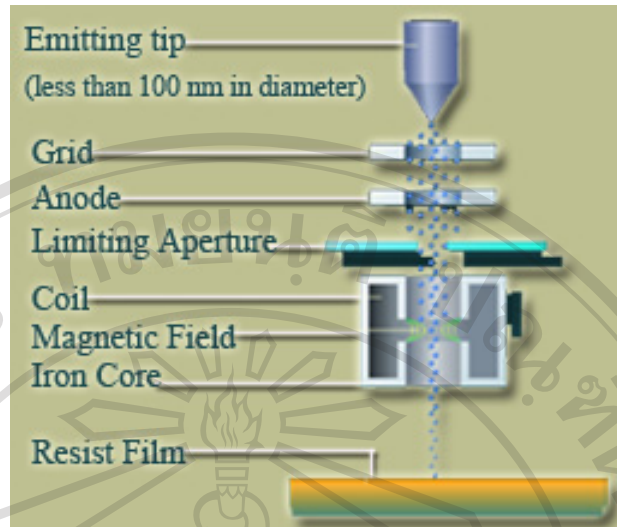 Emitting tip
(less than 100 nm in diameter)
Grid
Anode
Limiting Aperture
Coil
Magnetic Field
Iron Core
Resist Film